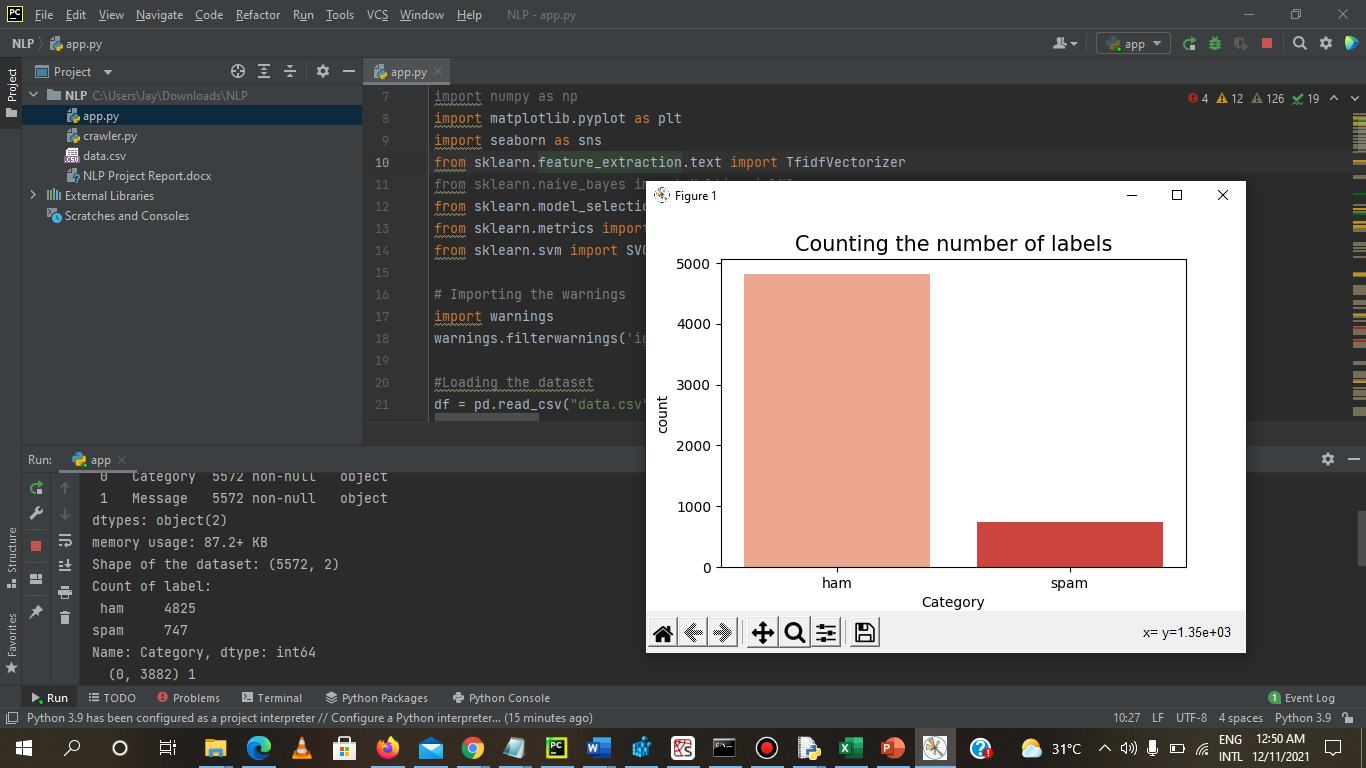 PC File Edit View Navigate Code Refactor Run Tools VCS Window Help NLP - app.py
NLP app.py app
Project
Project
app.py
NLP C:\Users\Jay\Downloads\NLP
app.py
crawler.py
data.csv
NLP Project Report.docx
External Libraries
Scratches and Consoles
4 12 126 19
7 import numpy as np
8 import matplotlib.pyplot as plt
9 import seaborn as sns
10 from sklearn.feature_extraction.text import TfidfVectorizer
11 from sklearn.naive_bayes
12 from sklearn.model_selectio
13 from sklearn.metrics import
14 from sklearn.svm import SVC
15
16 # Importing the warnings
17 import warnings
18 warnings.filterwarnings('ig
19
20 #Loading the dataset
21 df = pd.read_csv("data.csv"
Figure 1
Counting the number of labels
5000
4000
3000
2000
1000
0
count
ham spam
Category
x= y=1.35e+03
Run: app
0 Category 5572 non-null object
1 Message 5572 non-null object
dtypes: object(2)
memory usage: 87.2+ KB
Shape of the dataset: (5572, 2)
Count of label:
ham 4825
spam 747
Name: Category, dtype: int64
(0, 3882) 1
Structure
Favorites
Run TODO Problems Terminal Python Packages Python Console 1 Event Log
Python 3.9 has been configured as a project interpreter // Configure a Python interpreter... (15 minutes ago) 10:27 LF UTF-8 4 spaces Python 3.9
31°C ENG 12:50 AM
INTL 12/11/2021